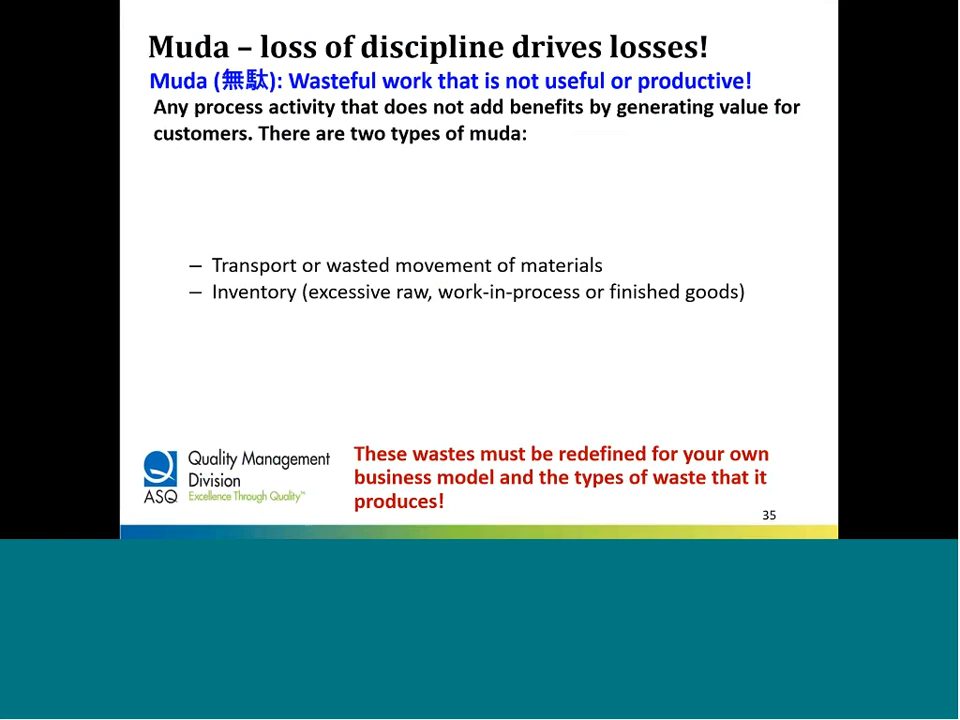 Muda – loss of discipline drives losses!
Muda (無駄): Wasteful work that is not useful or productive!
Any process activity that does not add benefits by generating value for
customers. There are two types of muda:
– Transport or wasted movement of materials
– Inventory (excessive raw, work-in-process or finished goods)
Quality Management
Division
ASQ Excellence Through Quality™
These wastes must be redefined for your own
business model and the types of waste that it
produces!
35